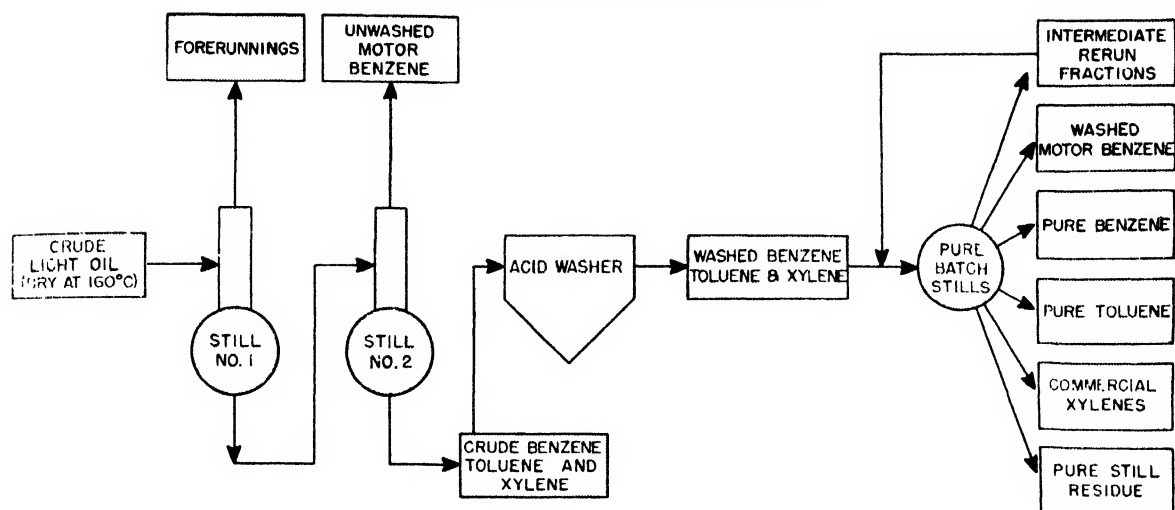 FORERUNNINGS
UNWASHED
MOTOR
BENZENE
CRUDE
LIGHT OIL
(DRY AT 160°C)
STILL
NO. 1
STILL
NO. 2
CRUDE BENZENE
TOLUENE AND
XYLENE
ACID WASHER
WASHED BENZENE
TOLUENE & XYLENE
PURE
BATCH
STILLS
INTERMEDIATE
RERUN
FRACTIONS
WASHED
MOTOR BENZENE
PURE BENZENE
PURE TOLUENE
COMMERCIAL
XYLENES
PURE STILL
RESIDUE